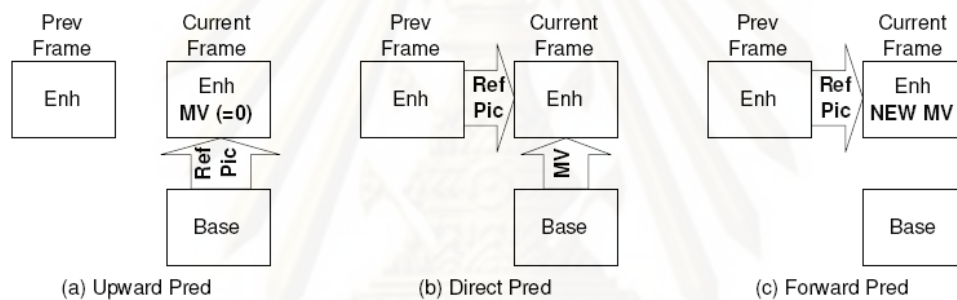 Prev
Frame
Enh
Current
Frame
Enh
MV (=0)
Ref
Pic
Base
(a) Upward Pred
Prev
Frame
Enh
Ref
Pic
Current
Frame
Enh
MV
Base
(b) Direct Pred
Prev
Frame
Enh
Ref
Pic
Current
Frame
Enh
NEW MV
Base
(c) Forward Pred